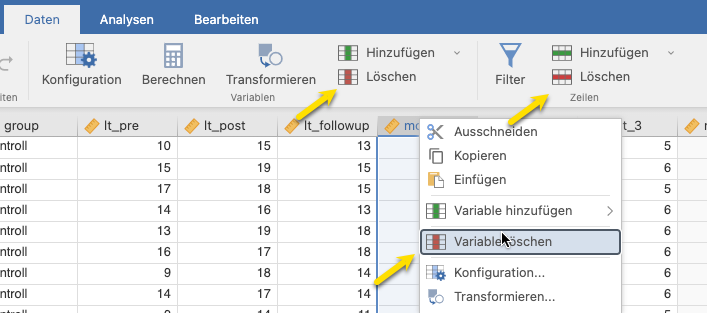 Daten Analysen Bearbeiten
Hinzufügen Hinzufügen
Konfiguration Berechnen Transformieren Löschen Filter Löschen
iten Variablen Zeilen
group lt_pre lt_post lt_followup t_3
ntroll 10 15 13 5
ntroll 15 19 15 6
ntroll 17 18 15 6
ntroll 14 16 13 6
ntroll 13 19 18 6
ntroll 16 17 18 6
ntroll 9 18 14 6
ntroll 14 17 14 6
Ausschneiden
Kopieren
Einfügen
Variable hinzufügen
Variable löschen
Konfiguration...
Transformieren...